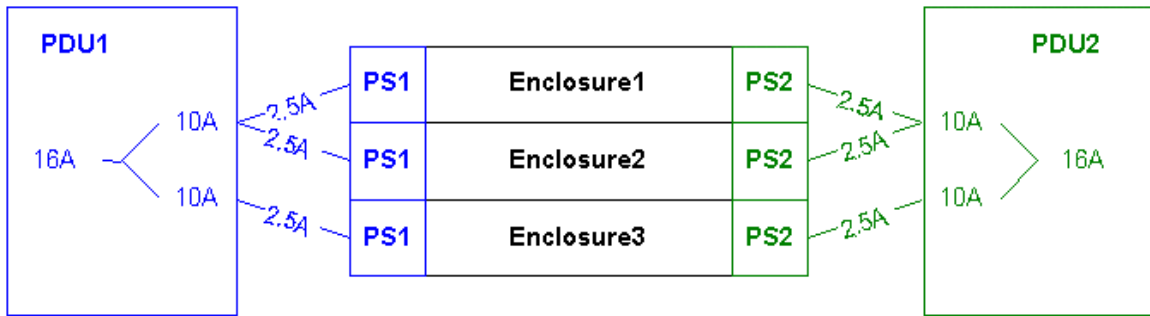 PDU1
PDU2
PS1 Enclosure1 PS2
2.5A 2.5A
10A 10A
2.5A 2.5A
16A PS1 Enclosure2 PS2 16A
10A 10A
2.5A 2.5A
PS1 Enclosure3 PS2